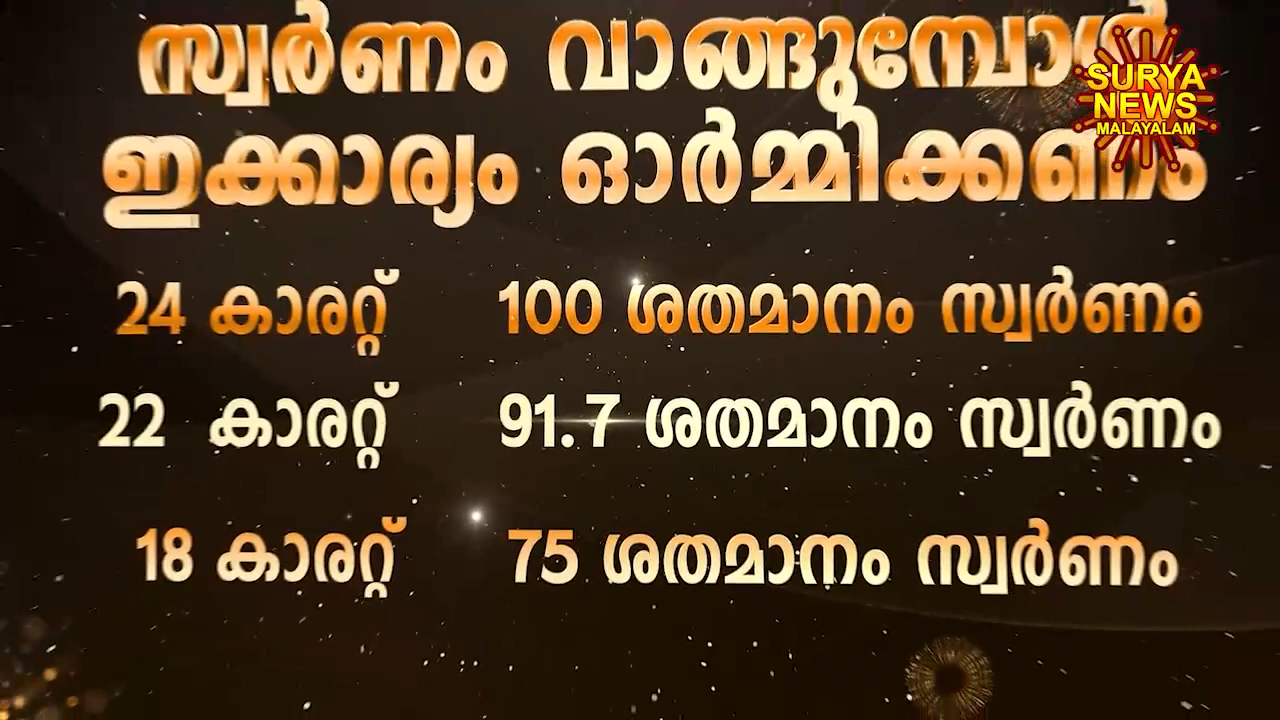 സ്വർണം വാങ്ങുമ്പോൾ
SURYA
NEWS
MALAYALAM
ഇക്കാര്യം ഓർമ്മിക്കണം
24 കാരറ്റ് 100 ശതമാനം സ്വർണം
22 കാരറ്റ് 91.7 ശതമാനം സ്വർണം
18 കാരറ്റ് 75 ശതമാനം സ്വർണം